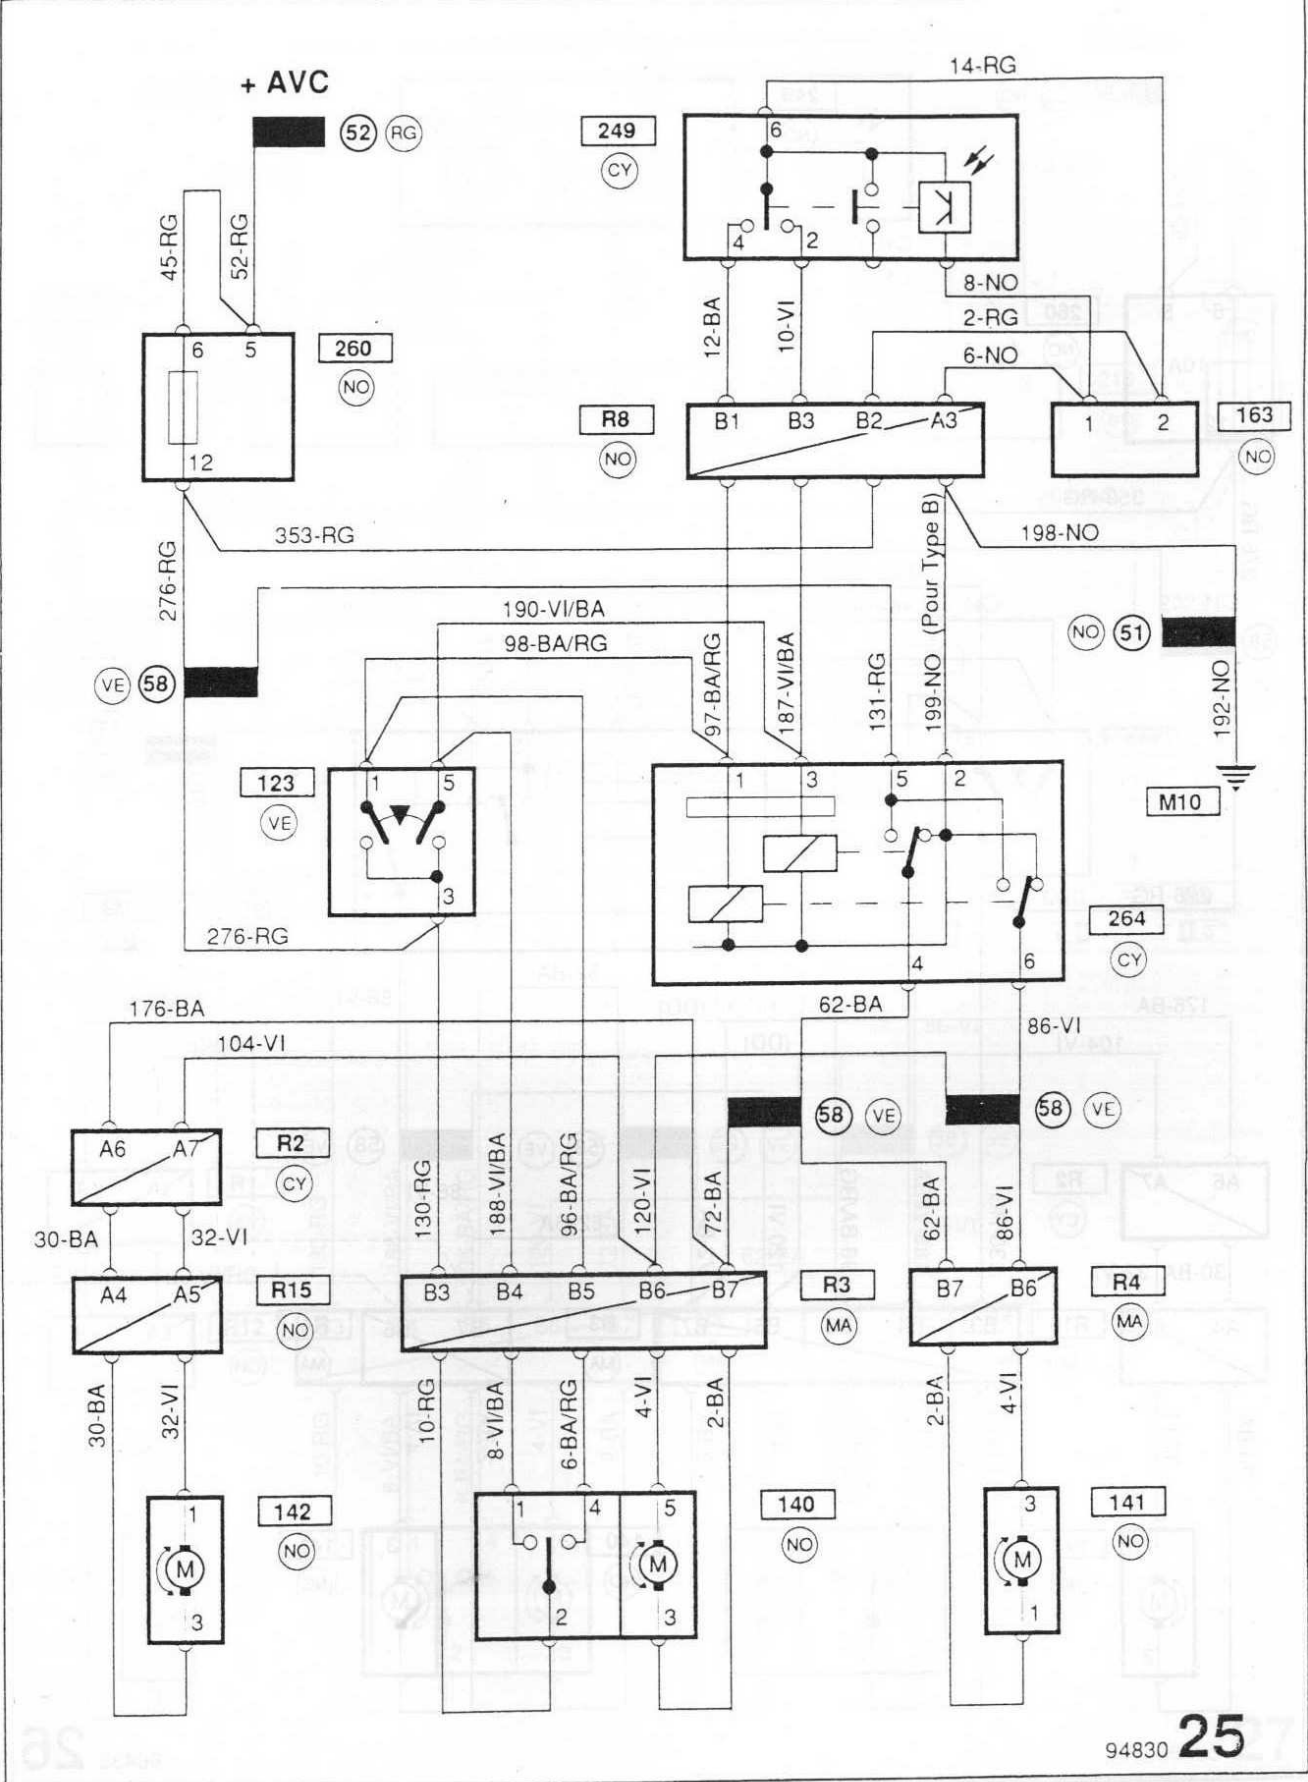 14-RG
+ AVC
52 RG
249
CY
6
4 2
45-RG
52-RG
12-BA
10-VI
8-NO
2-RG
6-NO
6 5
260
NO
12
R8
NO
B1 B3 B2 A3
1 2
163
NO
353-RG
276-RG
199-NO (Pour Type B)
198-NO
190-VI/BA
98-BA/RG
NO 51
VE 58
97-BA/RG
187-VI/BA
131-RG
192-NO
123
VE
1 5
3
1 3 5 2
M10
276-RG
264
CY
4 6
176-BA
62-BA
86-VI
104-VI
58 VE
58 VE
A6 A7
R2
CY
130-RG
188-VI/BA
96-BA/RG
120-VI
72-BA
62-BA
86-VI
30-BA
32-VI
A4 A5
R15
NO
B3 B4 B5 B6 B7
R3
MA
B7 B6
R4
MA
30-BA
32-VI
10-RG
8-VI/BA
6-BA/RG
4-VI
2-BA
2-BA
4-VI
1
M
3
142
NO
1 4 5
M
2 3
140
NO
3
M
1
141
NO
94830 25